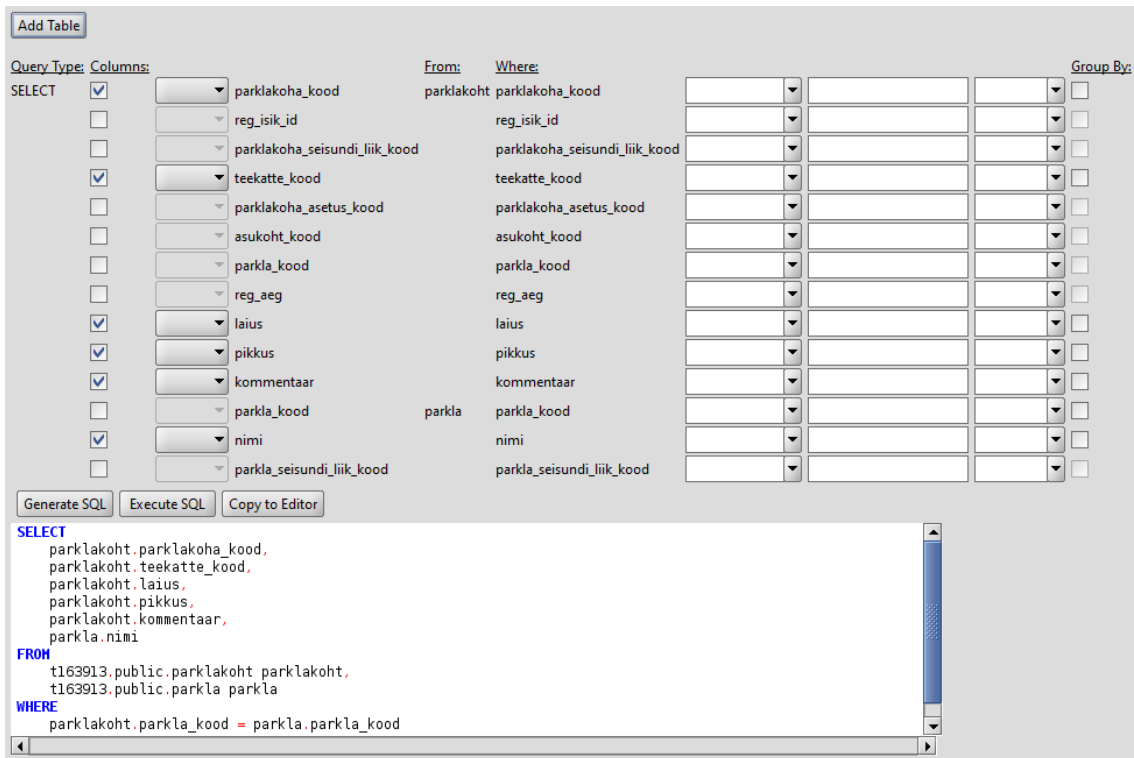 Add Table
Query Type: Columns: From: Where: Group By:
SELECT parklakoha_kood parklakoht parklakoha_kood
reg_isik_id reg_isik_id
parklakoha_seisundi_liik_kood parklakoha_seisundi_liik_kood
teekatte_kood teekatte_kood
parklakoha_asetus_kood parklakoha_asetus_kood
asukoht_kood asukoht_kood
parkla_kood parkla_kood
reg_aeg reg_aeg
laius laius
pikkus pikkus
kommentaar kommentaar
parkla_kood parkla parkla_kood
nimi nimi
parkla_seisundi_liik_kood parkla_seisundi_liik_kood
Generate SQL Execute SQL Copy to Editor
SELECT
parklakoht.parklakoha_kood,
parklakoht.teekatte_kood,
parklakoht.laius,
parklakoht.pikkus,
parklakoht.kommentaar,
parkla.nimi
FROM
t163913.public.parklakoht parklakoht,
t163913.public.parkla parkla
WHERE
parklakoht.parkla_kood = parkla.parkla_kood